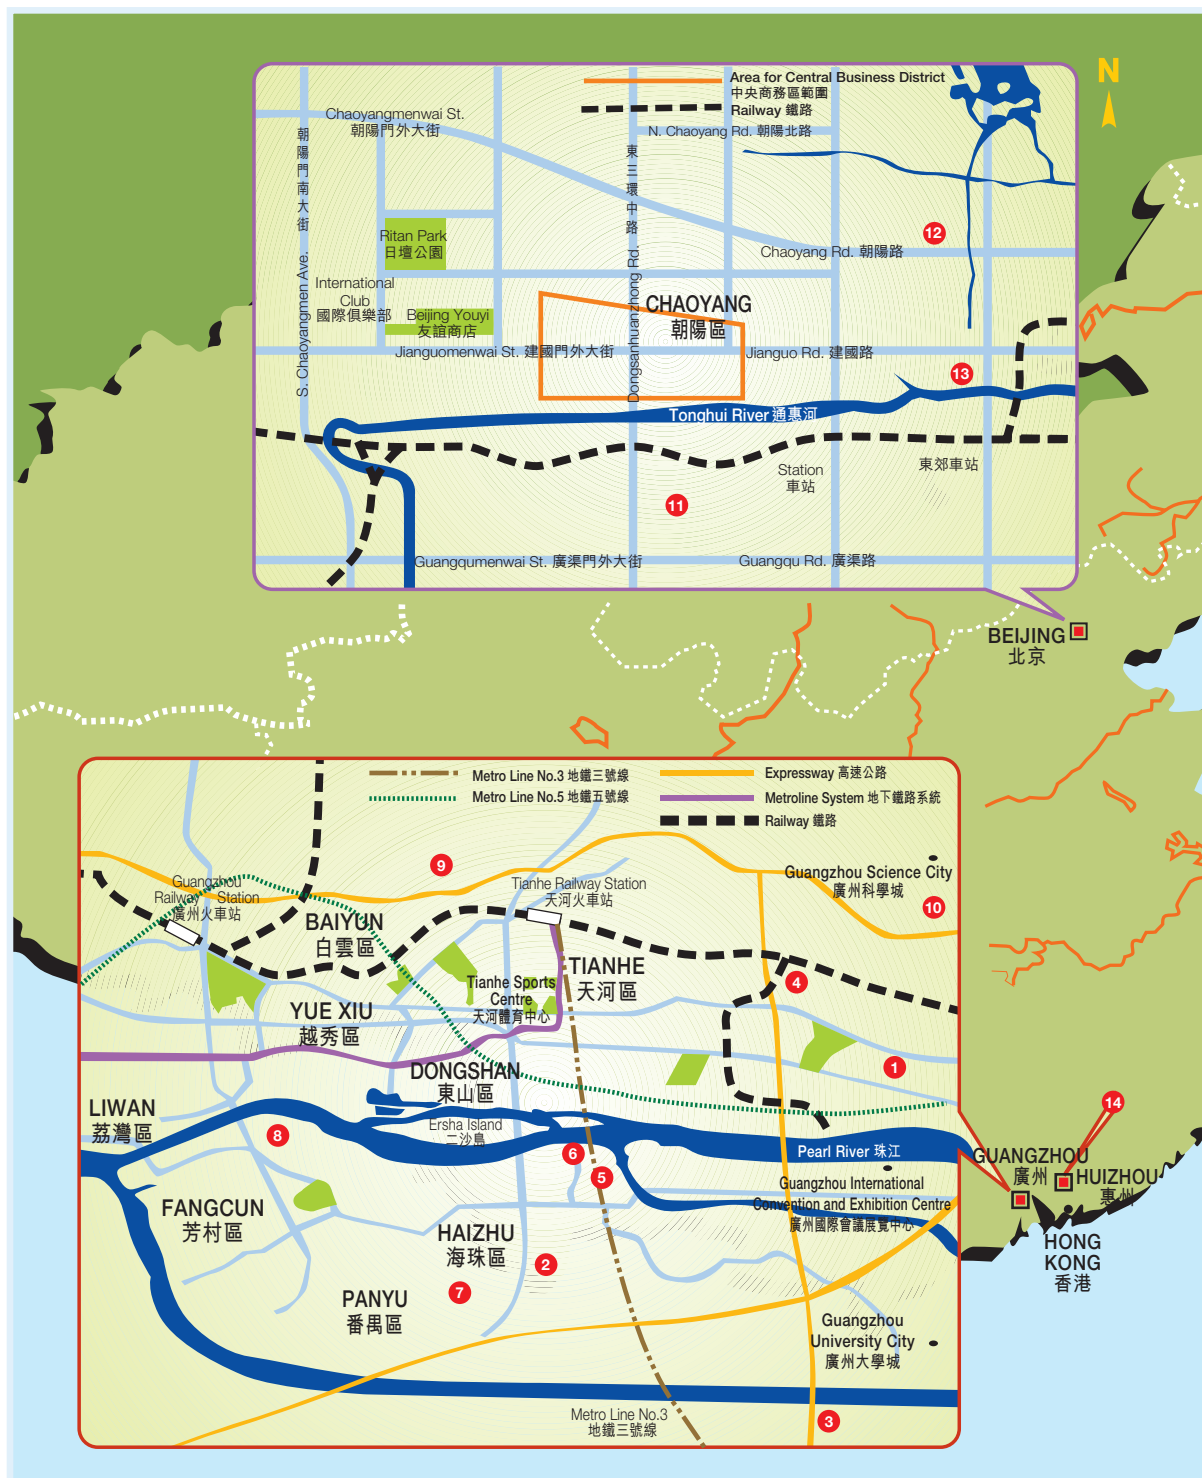 N
Area for Central Business District
中央商務區範圍
Railway 鐵路
Chaoyangmenwai St.
朝陽門外大街
N. Chaoyang Rd. 朝陽北路
朝陽門南大街
S. Chaoyangmen Ave.
東三環中路
Dongsanhuanzhong Rd.
Ritan Park
日壇公園
12
Chaoyang Rd. 朝陽路
International
Club
國際俱樂部
Beijing Youyi
友誼商店
CHAOYANG
朝陽區
Jianguomenwai St. 建國門外大街
Jianguo Rd. 建國路
13
Tonghui River 通惠河
Station
車站
東郊車站
11
Guangqumenwai St. 廣渠門外大街
Guangqu Rd. 廣渠路
BEIJING
北京
Metro Line No.3 地鐵三號線
Metro Line No.5 地鐵五號線
Expressway 高速公路
Metroline System 地下鐵路系統
Railway 鐵路
9
Guangzhou
Railway Station
廣州火車站
Tianhe Railway Station
天河火車站
Guangzhou Science City
廣州科學城
10
BAIYUN
白雲區
TIANHE
天河區
Tianhe Sports
Centre
天河體育中心
4
YUE XIU
越秀區
DONGSHAN
東山區
1
LIWAN
荔灣區
Ersha Island
二沙島
8
6
5
Pearl River 珠江
Guangzhou International
Convention and Exhibition Centre
廣州國際會議展覽中心
FANGCUN
芳村區
HAIZHU
海珠區
2
7
PANYU
番禺區
Guangzhou
University City
廣州大學城
Metro Line No.3
地鐵三號線
3
14
GUANGZHOU
廣州
HUIZHOU
惠州
HONG
KONG
香港